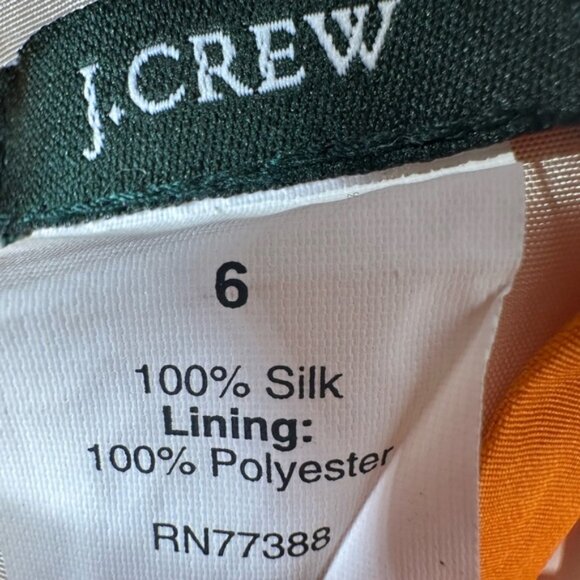 J.CREW
6
100% Silk
Lining:
100% Polyester
RN77388